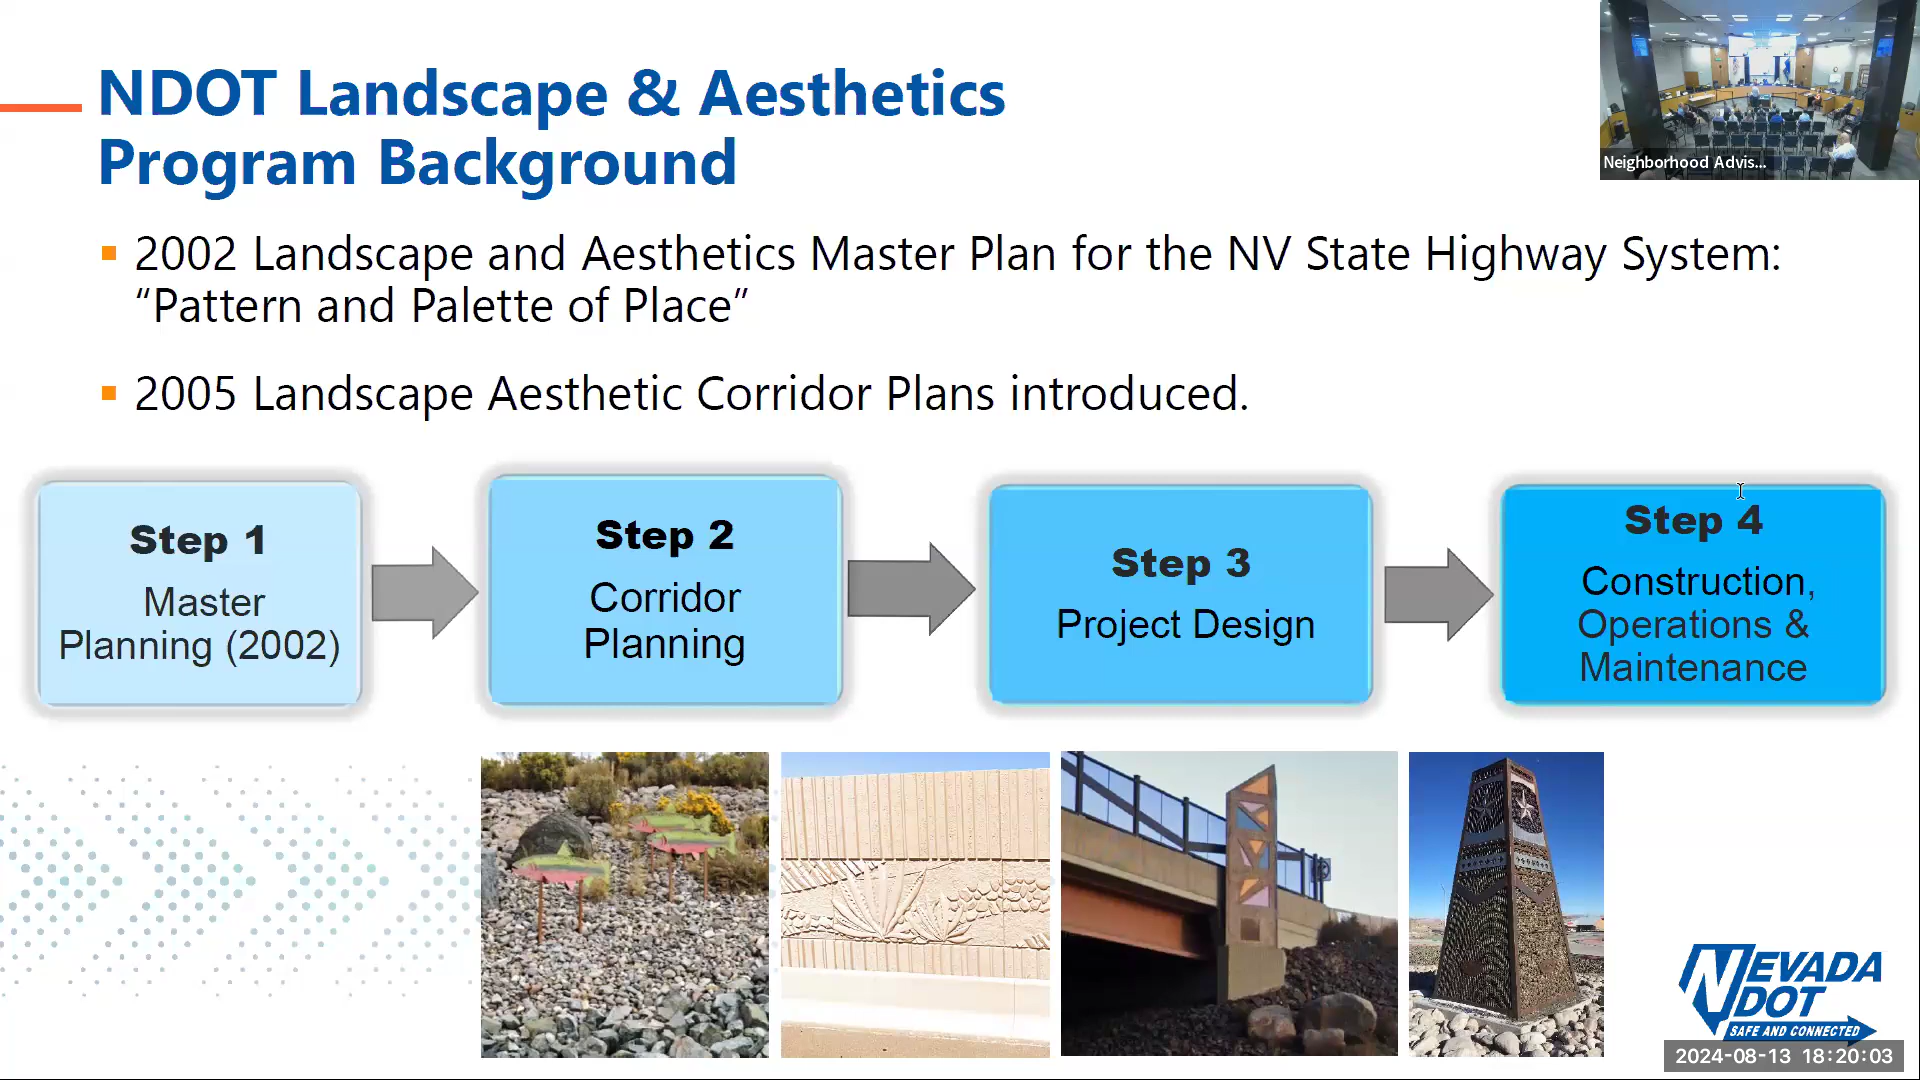 NDOT Landscape & Aesthetics
Program Background
Neighborhood Advis...
2002 Landscape and Aesthetics Master Plan for the NV State Highway System:
“Pattern and Palette of Place”
2005 Landscape Aesthetic Corridor Plans introduced.
Step 1
Master
Planning (2002)
Step 2
Corridor
Planning
Step 3
Project Design
Step 4
Construction,
Operations &
Maintenance
NEVADA
DOT
SAFE AND CONNECTED
2024-08-13 18:20:03